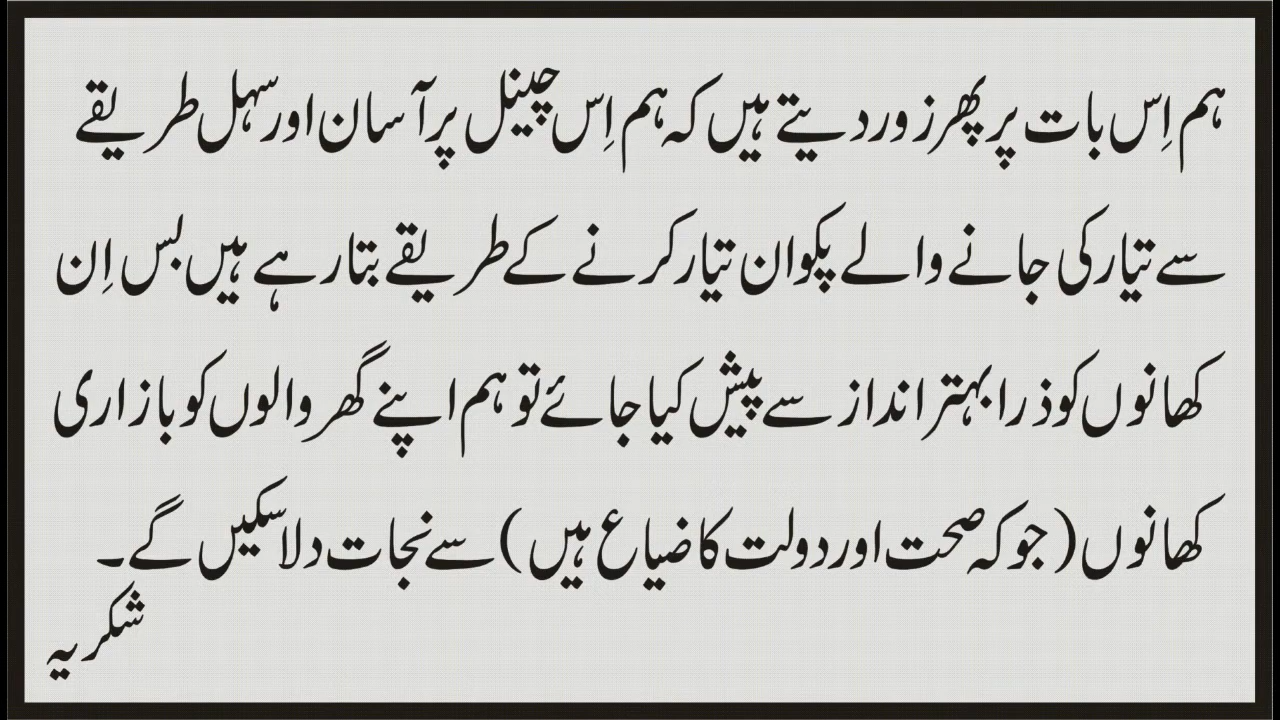 ہم اِس بات پر پھر زور دیتے ہیں کہ ہم اِس چینل پر آسان اور سہل طریقے
سے تیار کی جانے والے پکوان تیار کرنے کے طریقے بتا رہے ہیں بس اِن
کھانوں کو ذرا بہتر انداز سے پیش کیا جائے تو ہم اپنے گھر والوں کو بازاری
کھانوں (جو کہ صحت اور دولت کا ضیاع ہیں) سے نجات دلا سکیں گے۔
شکریہ